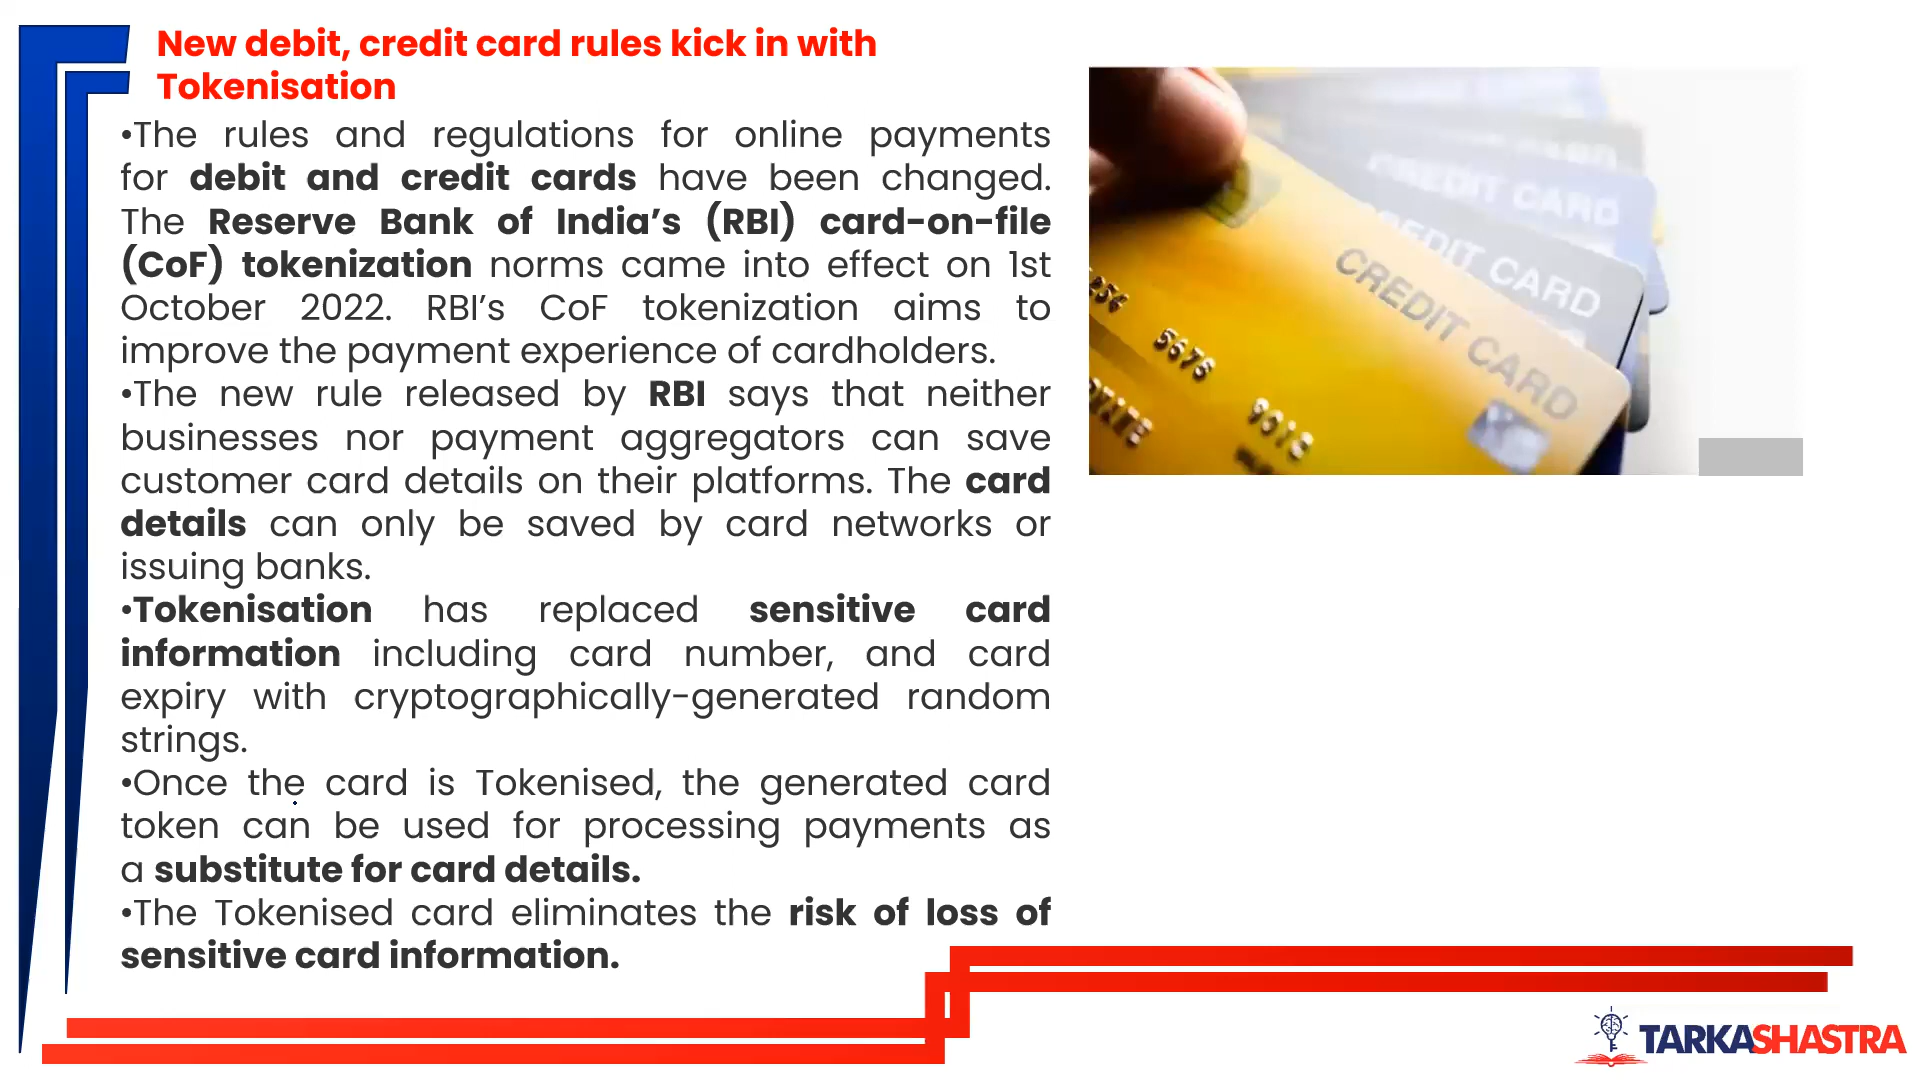 New debit, credit card rules kick in with
Tokenisation
•The rules and regulations for online payments
for debit and credit cards have been changed.
The Reserve Bank of India’s (RBI) card-on-file
(CoF) tokenization norms came into effect on 1st
October 2022. RBI’s CoF tokenization aims to
improve the payment experience of cardholders.
•The new rule released by RBI says that neither
businesses nor payment aggregators can save
customer card details on their platforms. The card
details can only be saved by card networks or
issuing banks.
•Tokenisation has replaced sensitive card
information including card number, and card
expiry with cryptographically-generated random
strings.
•Once the card is Tokenised, the generated card
token can be used for processing payments as
a substitute for card details.
•The Tokenised card eliminates the risk of loss of
sensitive card information.
CREDIT CARD
CREDIT CARD
CREDIT CARD
5678
TARKASHASTRA